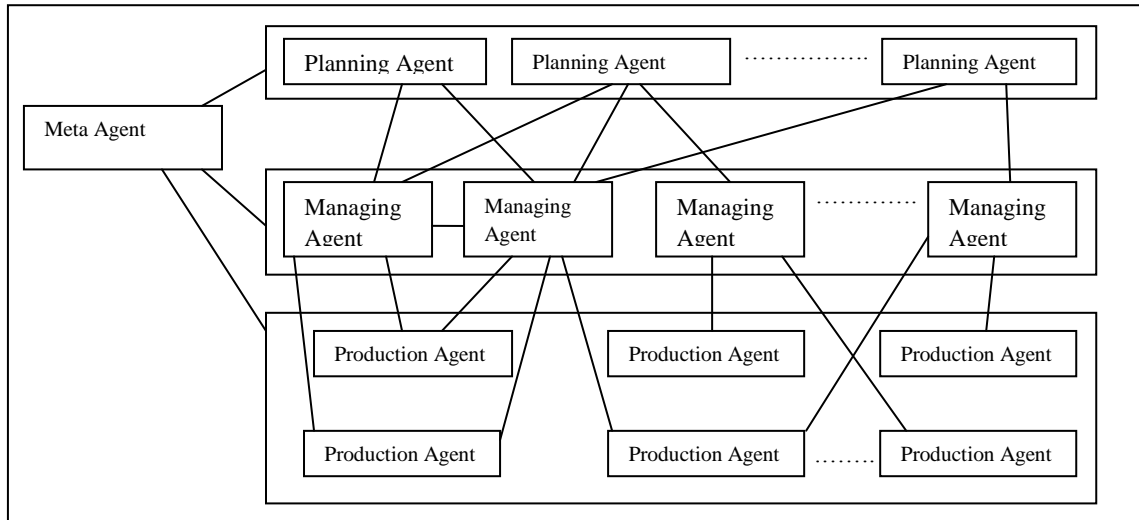 Planning Agent
Planning Agent
................
Planning Agent
Meta Agent
Managing
Agent
Managing
Agent
Managing
Agent
..............
Managing
Agent
Production Agent
Production Agent
Production Agent
Production Agent
Production Agent
........
Production Agent